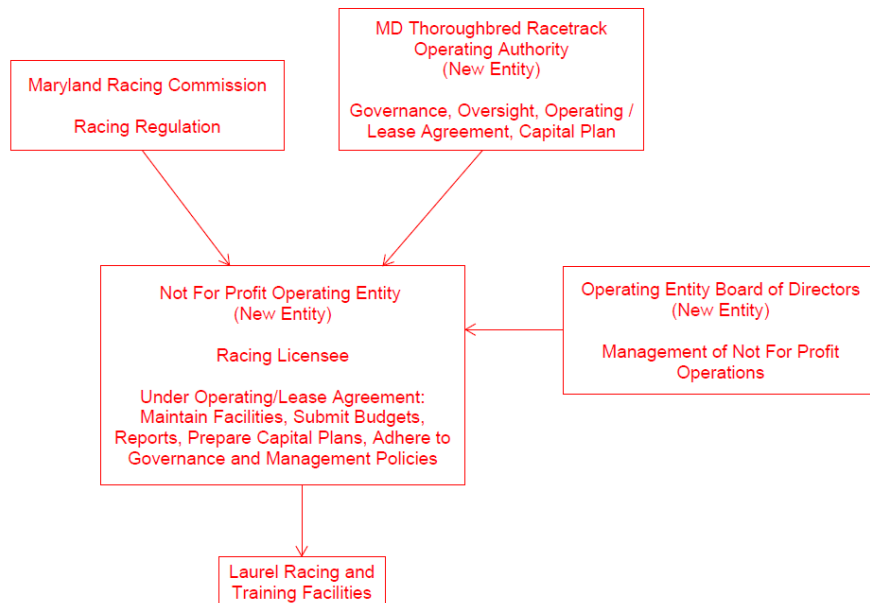 MD Thoroughbred Racetrack
Operating Authority
(New Entity)
Governance, Oversight, Operating /
Lease Agreement, Capital Plan
Maryland Racing Commission
Racing Regulation
Not For Profit Operating Entity
(New Entity)
Racing Licensee
Under Operating/Lease Agreement:
Maintain Facilities, Submit Budgets,
Reports, Prepare Capital Plans, Adhere to
Governance and Management Policies
Operating Entity Board of Directors
(New Entity)
Management of Not For Profit
Operations
Laurel Racing and
Training Facilities